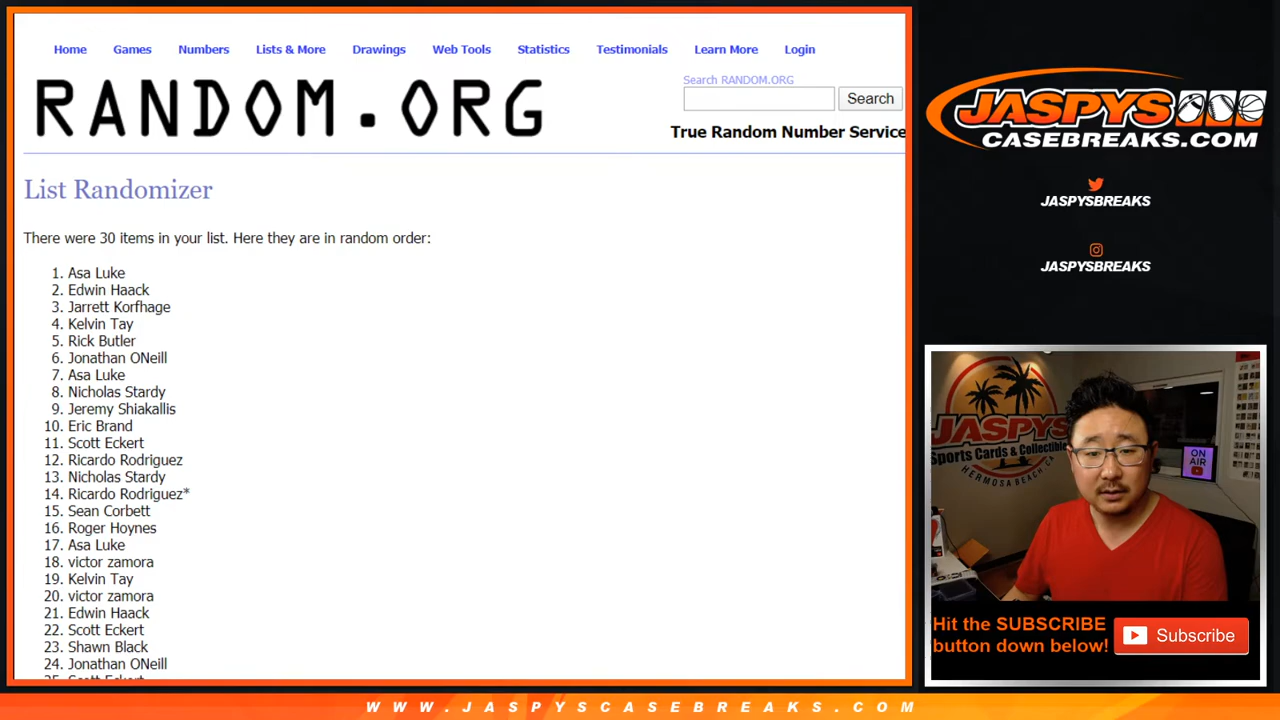 Home Games Numbers Lists & More Drawings Web Tools Statistics Testimonials Learn More Login
RANDOM.ORG
Search RANDOM.ORG
Search
True Random Number Service
List Randomizer
There were 30 items in your list. Here they are in random order:
1. Asa Luke
2. Edwin Haack
3. Jarrett Korfhage
4. Kelvin Tay
5. Rick Butler
6. Jonathan ONeill
7. Asa Luke
8. Nicholas Stardy
9. Jeremy Shiakallis
10. Eric Brand
11. Scott Eckert
12. Ricardo Rodriguez
13. Nicholas Stardy
14. Ricardo Rodriguez*
15. Sean Corbett
16. Roger Hoynes
17. Asa Luke
18. victor zamora
19. Kelvin Tay
20. victor zamora
21. Edwin Haack
22. Scott Eckert
23. Shawn Black
24. Jonathan ONeill
25. Scott Eckert
JASPYS
CASEBREAKS.COM
JASPYSBREAKS
JASPYSBREAKS
JASPYS
Sports Cards & Collectibles
HERMOSA BEACH, CA
ON AIR
Hit the SUBSCRIBE
button down below!
Subscribe
WWW.JASPYSCASEBREAKS.COM